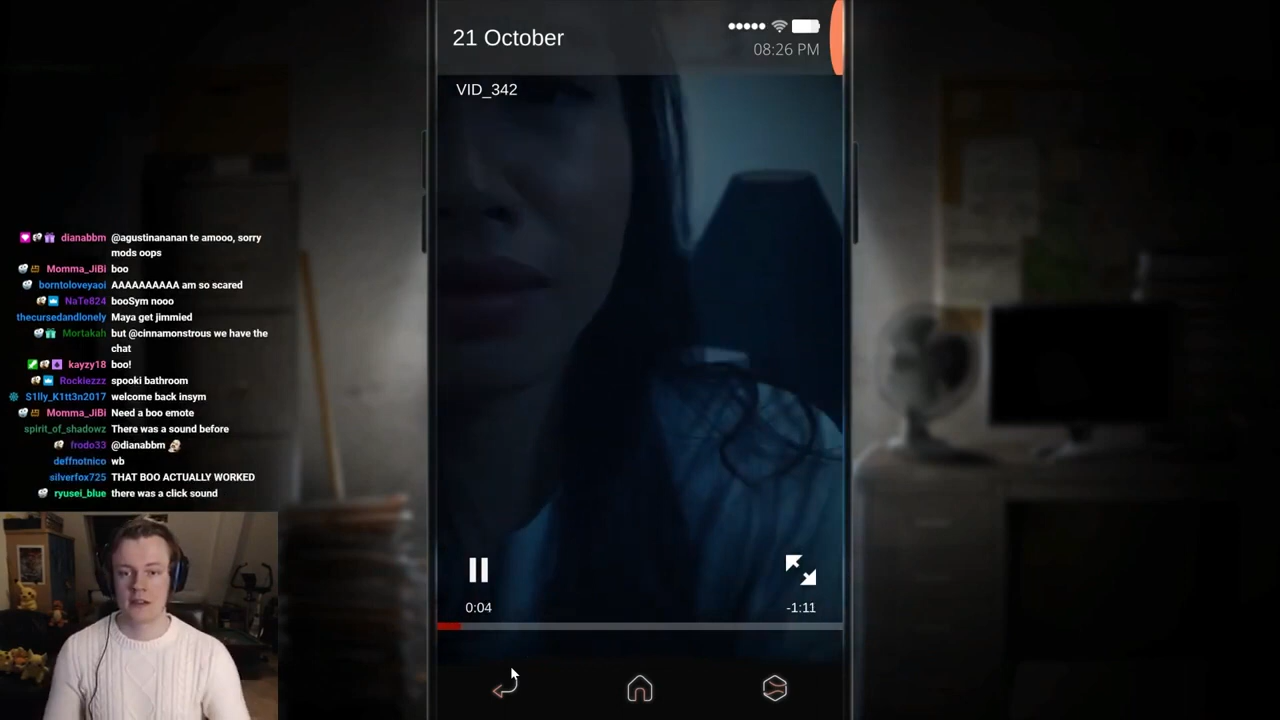 21 October
08:26 PM
VID_342
dianabbm @agustinananan te amooo, sorry
mods oops
Momma_JiBi boo
borntoloveyaoi AAAAAAAAAA am so scared
NaTe824 booSym nooo
thecursedandlonely Maya get jimmied
Mortakah but @cinnamonstrous we have the
chat
kayzy18 boo!
Rockiezzz spooki bathroom
S1lly_K1tt3n2017 welcome back insym
Momma_JiBi Need a boo emote
spirit_of_shadowz There was a sound before
frodo33 @dianabbm
deffnotnico wb
silverfox725 THAT BOO ACTUALLY WORKED
ryusei_blue there was a click sound
0:04
-1:11